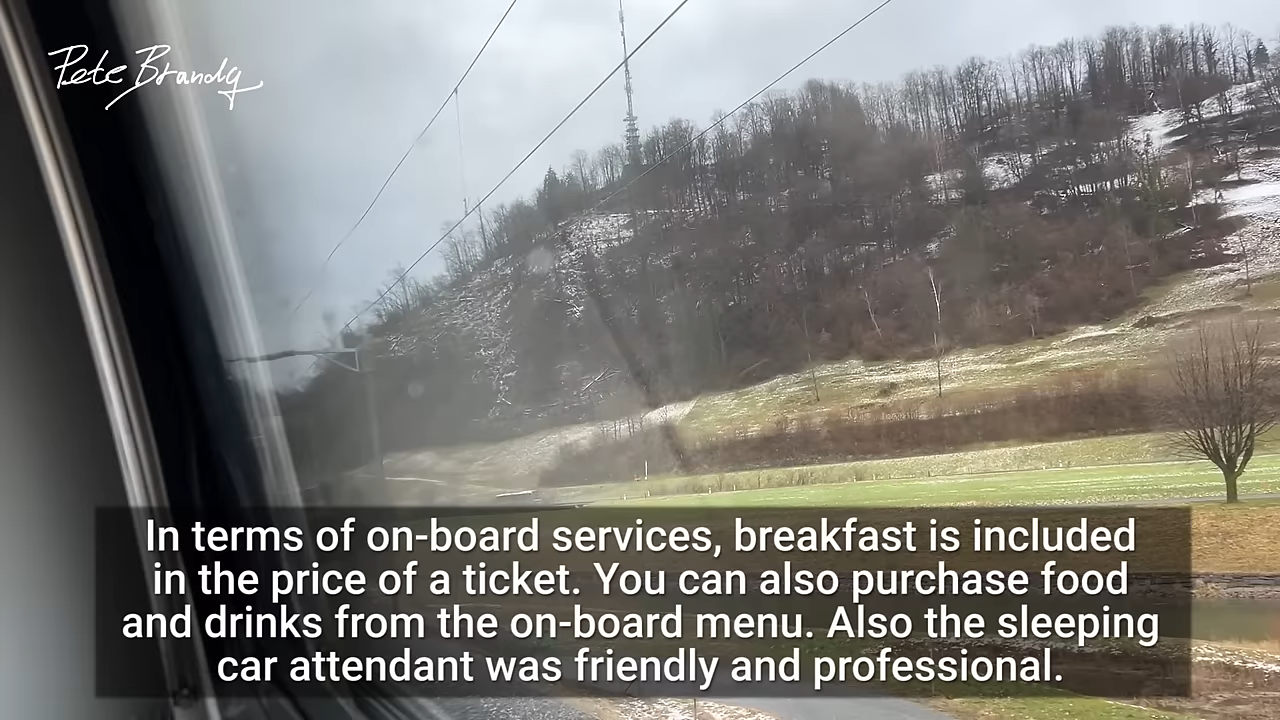 Pete Brandy
In terms of on-board services, breakfast is included
in the price of a ticket. You can also purchase food
and drinks from the on-board menu. Also the sleeping
car attendant was friendly and professional.